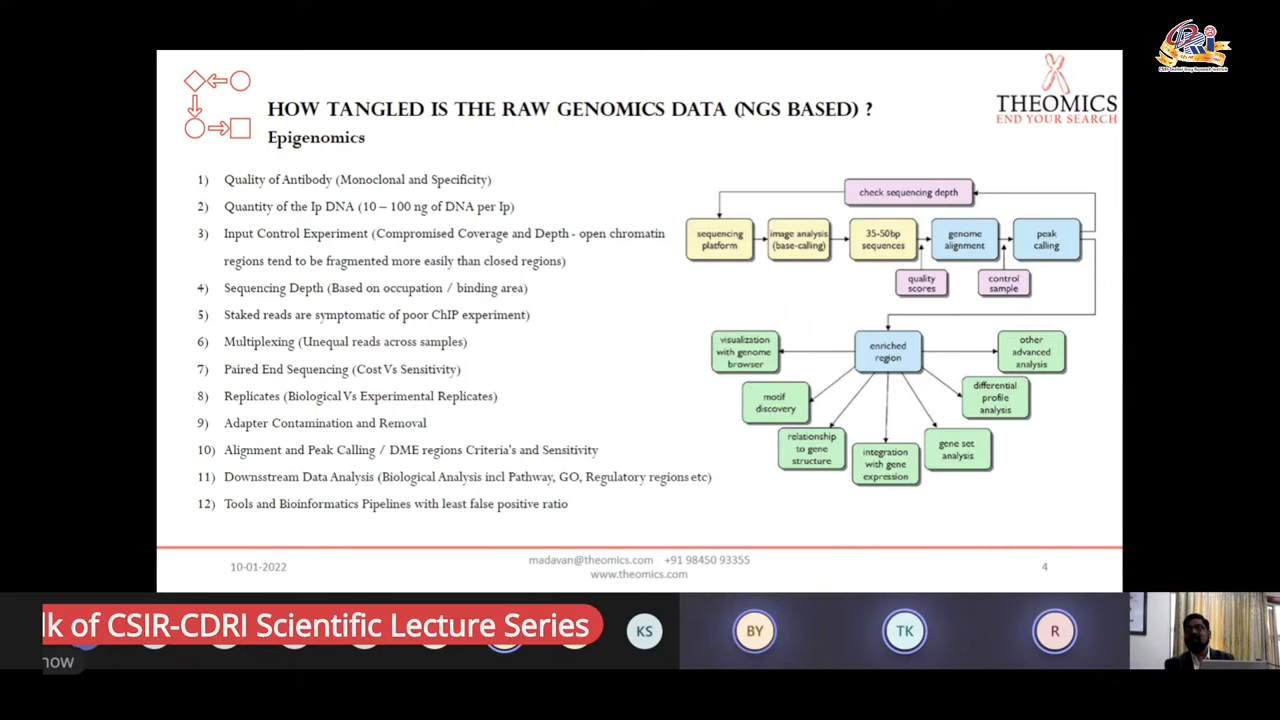 HOW TANGLED IS THE RAW GENOMICS DATA (NGS BASED) ?
Epigenomics
THEOMICS
END YOUR SEARCH
1) Quality of Antibody (Monoclonal and Specificity)
2) Quantity of the Ip DNA (10 – 100 ng of DNA per Ip)
3) Input Control Experiment (Compromised Coverage and Depth - open chromatin
regions tend to be fragmented more easily than closed regions)
4) Sequencing Depth (Based on occupation / binding area)
5) Staked reads are symptomatic of poor ChIP experiment)
6) Multiplexing (Unequal reads across samples)
7) Paired End Sequencing (Cost Vs Sensitivity)
8) Replicates (Biological Vs Experimental Replicates)
9) Adapter Contamination and Removal
10) Alignment and Peak Calling / DME regions Criteria's and Sensitivity
11) Downsstream Data Analysis (Biological Analysis incl Pathway, GO, Regulatory regions etc)
12) Tools and Bioinformatics Pipelines with least false positive ratio
check sequencing depth
sequencing
platform
image analysis
(base-calling)
35-50bp
sequences
genome
alignment
peak
calling
quality
scores
control
sample
enriched
region
visualization
with genome
browser
motif
discovery
relationship
to gene
structure
integration
with gene
expression
gene set
analysis
differential
profile
analysis
other
advanced
analysis
10-01-2022
madavan@theomics.com +91 98450 93355
www.theomics.com
4
lk of CSIR-CDRI Scientific Lecture Series
now
KS
BY
TK
R